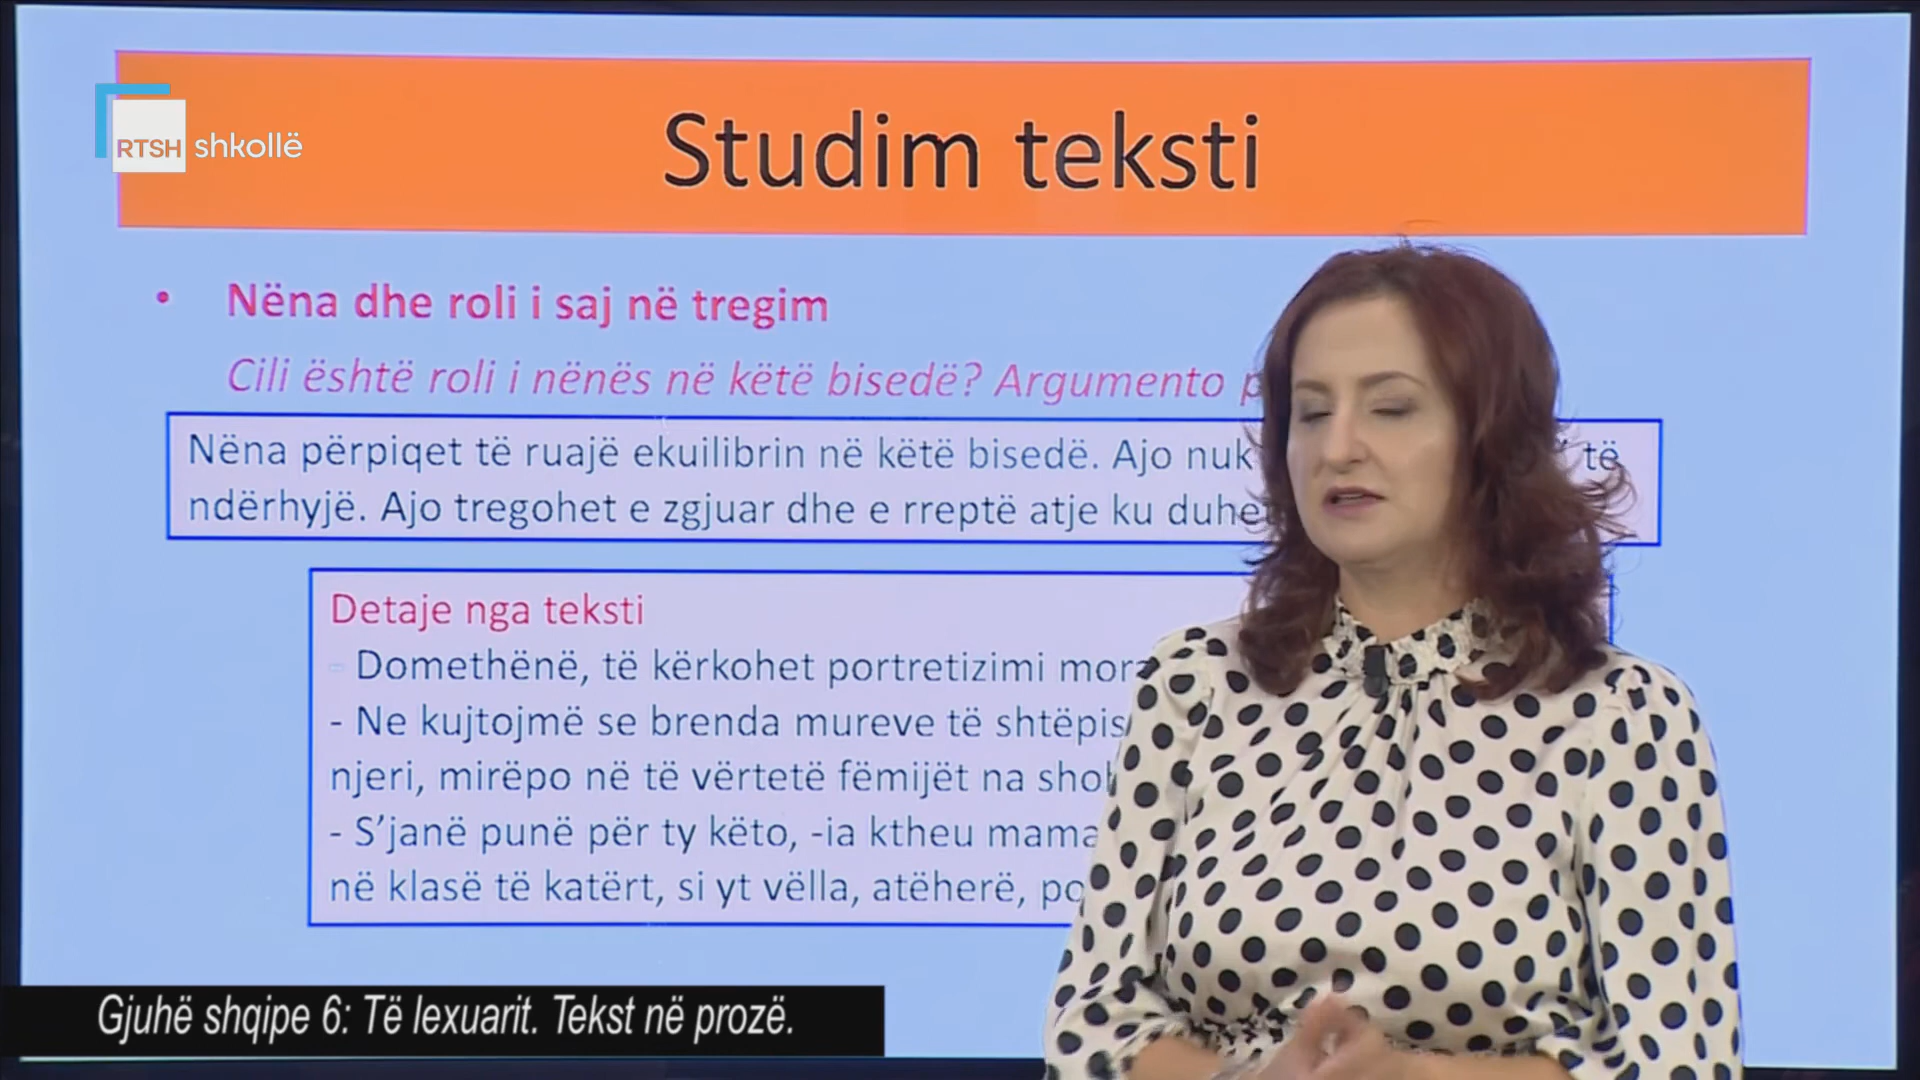 Studim teksti
RTSH shkollë
• Nëna dhe roli i saj në tregim
Cili është roli i nënës në këtë bisedë? Argumento
Nëna përpiqet të ruajë ekuilibrin në këtë bisedë. Ajo nuk të
ndërhyjë. Ajo tregohet e zgjuar dhe e rreptë atje ku
Detaje nga teksti
- Domethënë, të kërkohet portretizimi
- Ne kujtojmë se brenda mureve të
njeri, mirëpo në të vërtetë fëmijët na
- S’janë punë për ty këto, -ia ktheu
në klasë të katërt, si yt vëlla, atëherë,
Gjuhë shqipe 6: Të lexuarit. Tekst në prozë.